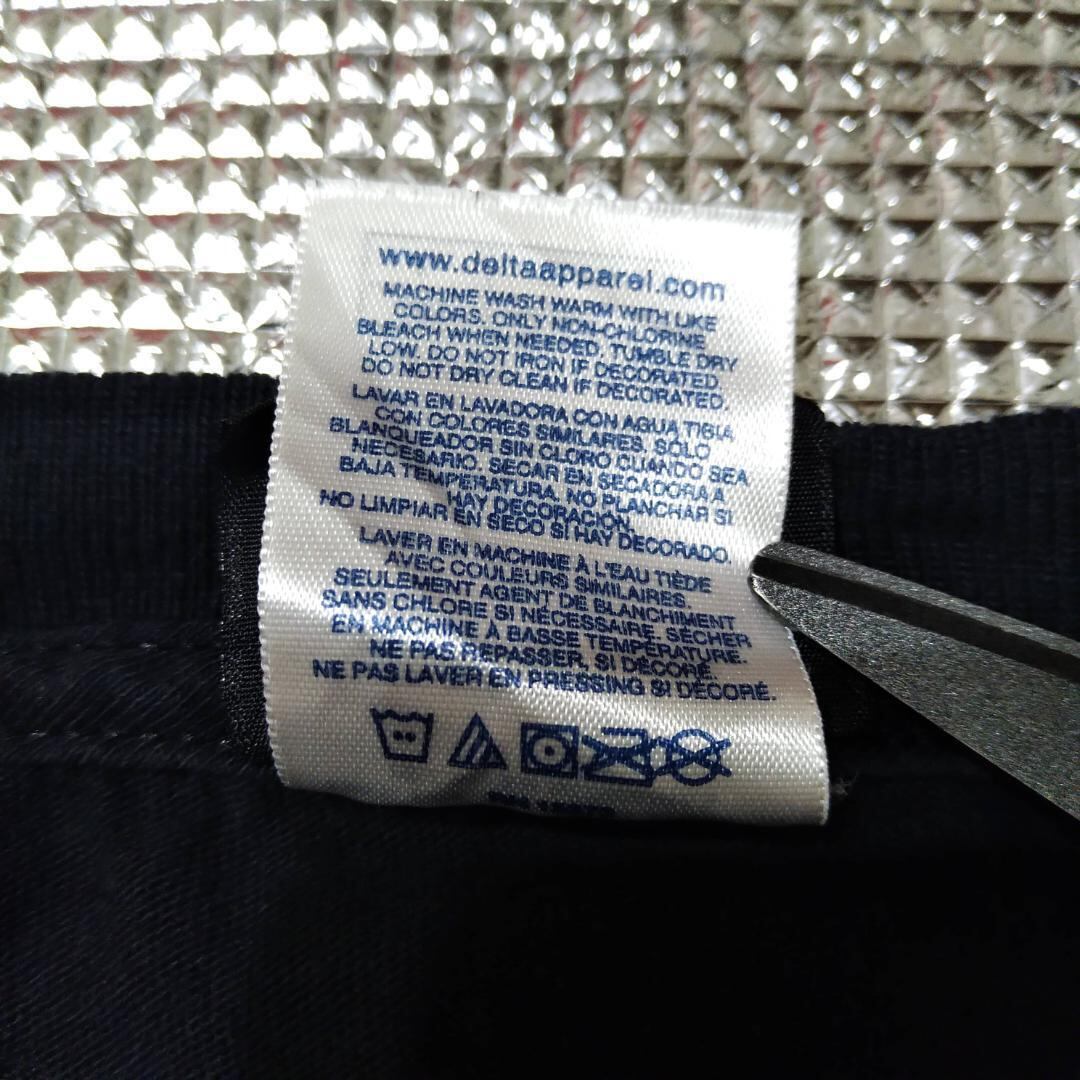 www.deltaapparel.com
MACHINE WASH WARM WITH LIKE
COLORS. ONLY NON-CHLORINE
BLEACH WHEN NEEDED. TUMBLE DRY
LOW. DO NOT IRON IF DECORATED.
DO NOT DRY CLEAN IF DECORATED.
LAVAR EN LAVADORA CON AGUA TIGIA
CON COLORES SIMILARES. SOLO
BLANQUEADOR SIN CLORO CUANDO SEA
NECESARIO. SECAR EN SECADORA A
BAJA TEMPERATURA. NO PLANCHAR SI
HAY DECORACION.
NO LIMPIAR EN SECO SI HAY DECORADO.
LAVER EN MACHINE À L'EAU TIÈDE
AVEC COULEURS SIMILAIRES.
SEULEMENT AGENT DE BLANCHIMENT
SANS CHLORE SI NÉCESSAIRE. SÉCHER
EN MACHINE À BASSE TEMPÉRATURE.
NE PAS REPASSER, SI DÉCORÉ.
NE PAS LAVER EN PRESSING SI DÉCORÉ.